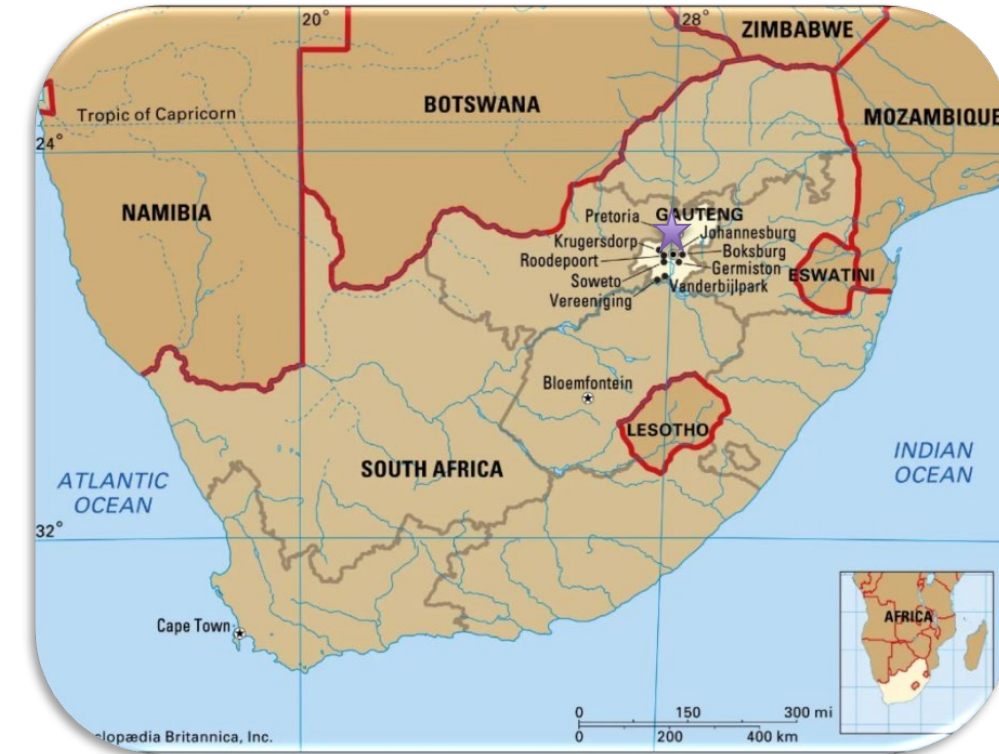 20°
28°
ZIMBABWE
BOTSWANA
Tropic of Capricorn
MOZAMBIQUE
24°
NAMIBIA
Pretoria
GAUTENG
Johannesburg
Krugersdorp
Boksburg
Roodepoort
Germiston
ESWATINI
Soweto
Vanderbijlpark
Vereeniging
Bloemfontein
LESOTHO
SOUTH AFRICA
INDIAN
OCEAN
ATLANTIC
OCEAN
32°
AFRICA
Cape Town
0 150 300 mi
0 200 400 km
clopædia Britannica, Inc.